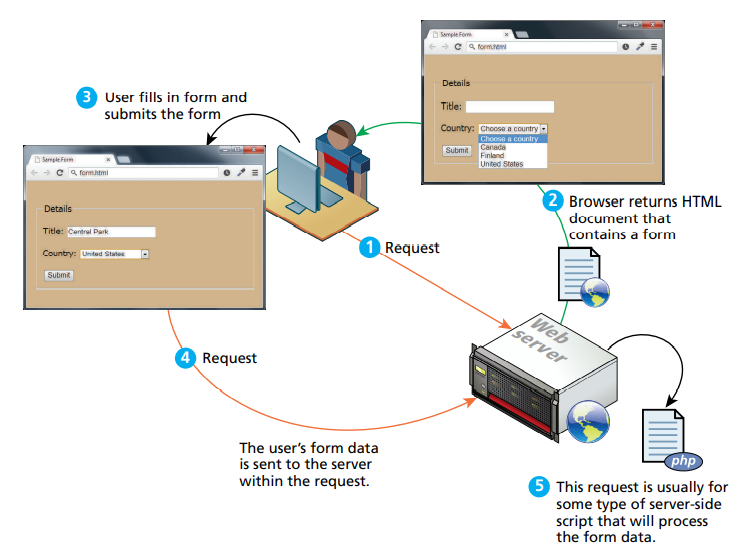 Sample Form
form.html
Details
Title:
Country: Choose a country
Choose a country
Canada
Finland
United States
Submit
3 User fills in form and
submits the form
Sample Form
form.html
Details
Title: Central Park
Country: United States
Submit
2 Browser returns HTML
document that
contains a form
1 Request
Web
server
4 Request
The user's form data
is sent to the server
within the request.
php
5 This request is usually for
some type of server-side
script that will process
the form data.